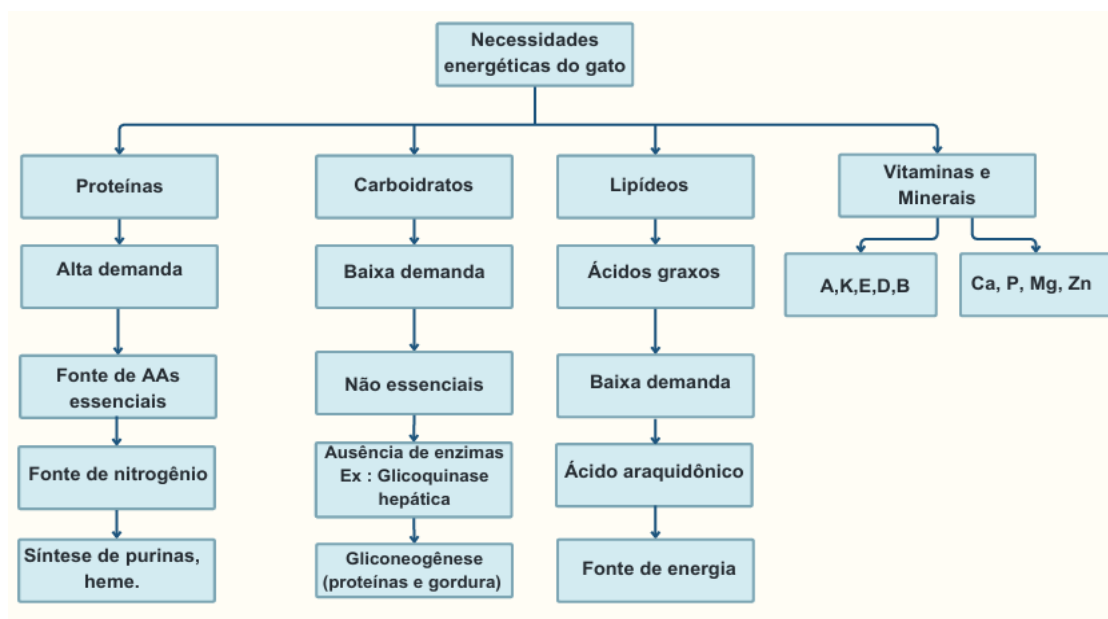 Necessidades
energéticas do gato
Proteínas
Carboidratos
Lipídeos
Vitaminas e
Minerais
Alta demanda
Baixa demanda
Ácidos graxos
A,K,E,D,B
Ca, P, Mg, Zn
Fonte de AAs
essenciais
Não essenciais
Baixa demanda
Fonte de nitrogênio
Ausência de enzimas
Ex : Glicoquinase
hepática
Ácido araquidônico
Síntese de purinas,
heme.
Gliconeogênese
(proteínas e gordura)
Fonte de energia